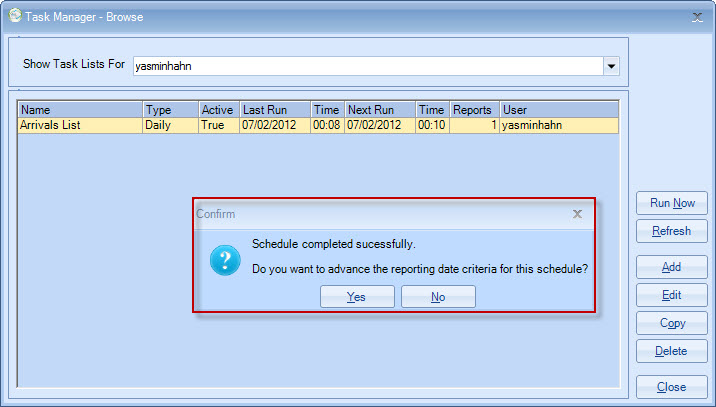 Task Manager - Browse
Show Task Lists For yasminhahn
Name Type Active Last Run Time Next Run Time Reports User
Arrivals List Daily True 07/02/2012 00:08 07/02/2012 00:10 1 yasminhahn
Confirm
Schedule completed sucessfully.
Do you want to advance the reporting date criteria for this schedule?
Yes No
Run Now
Refresh
Add
Edit
Copy
Delete
Close